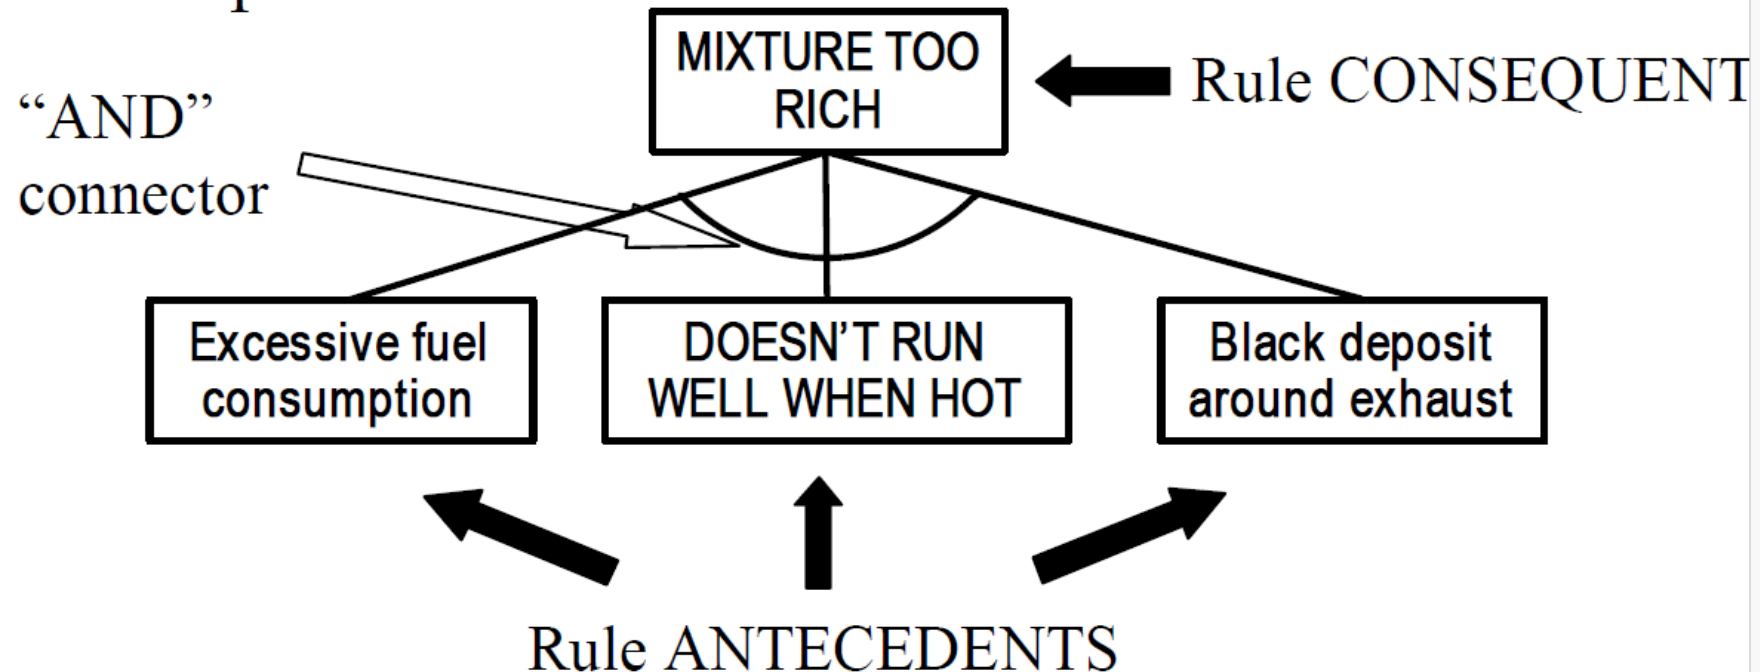 MIXTURE TOO
RICH
Rule CONSEQUENT
“AND”
connector
Excessive fuel
consumption
DOESN’T RUN
WELL WHEN HOT
Black deposit
around exhaust
Rule ANTECEDENTS